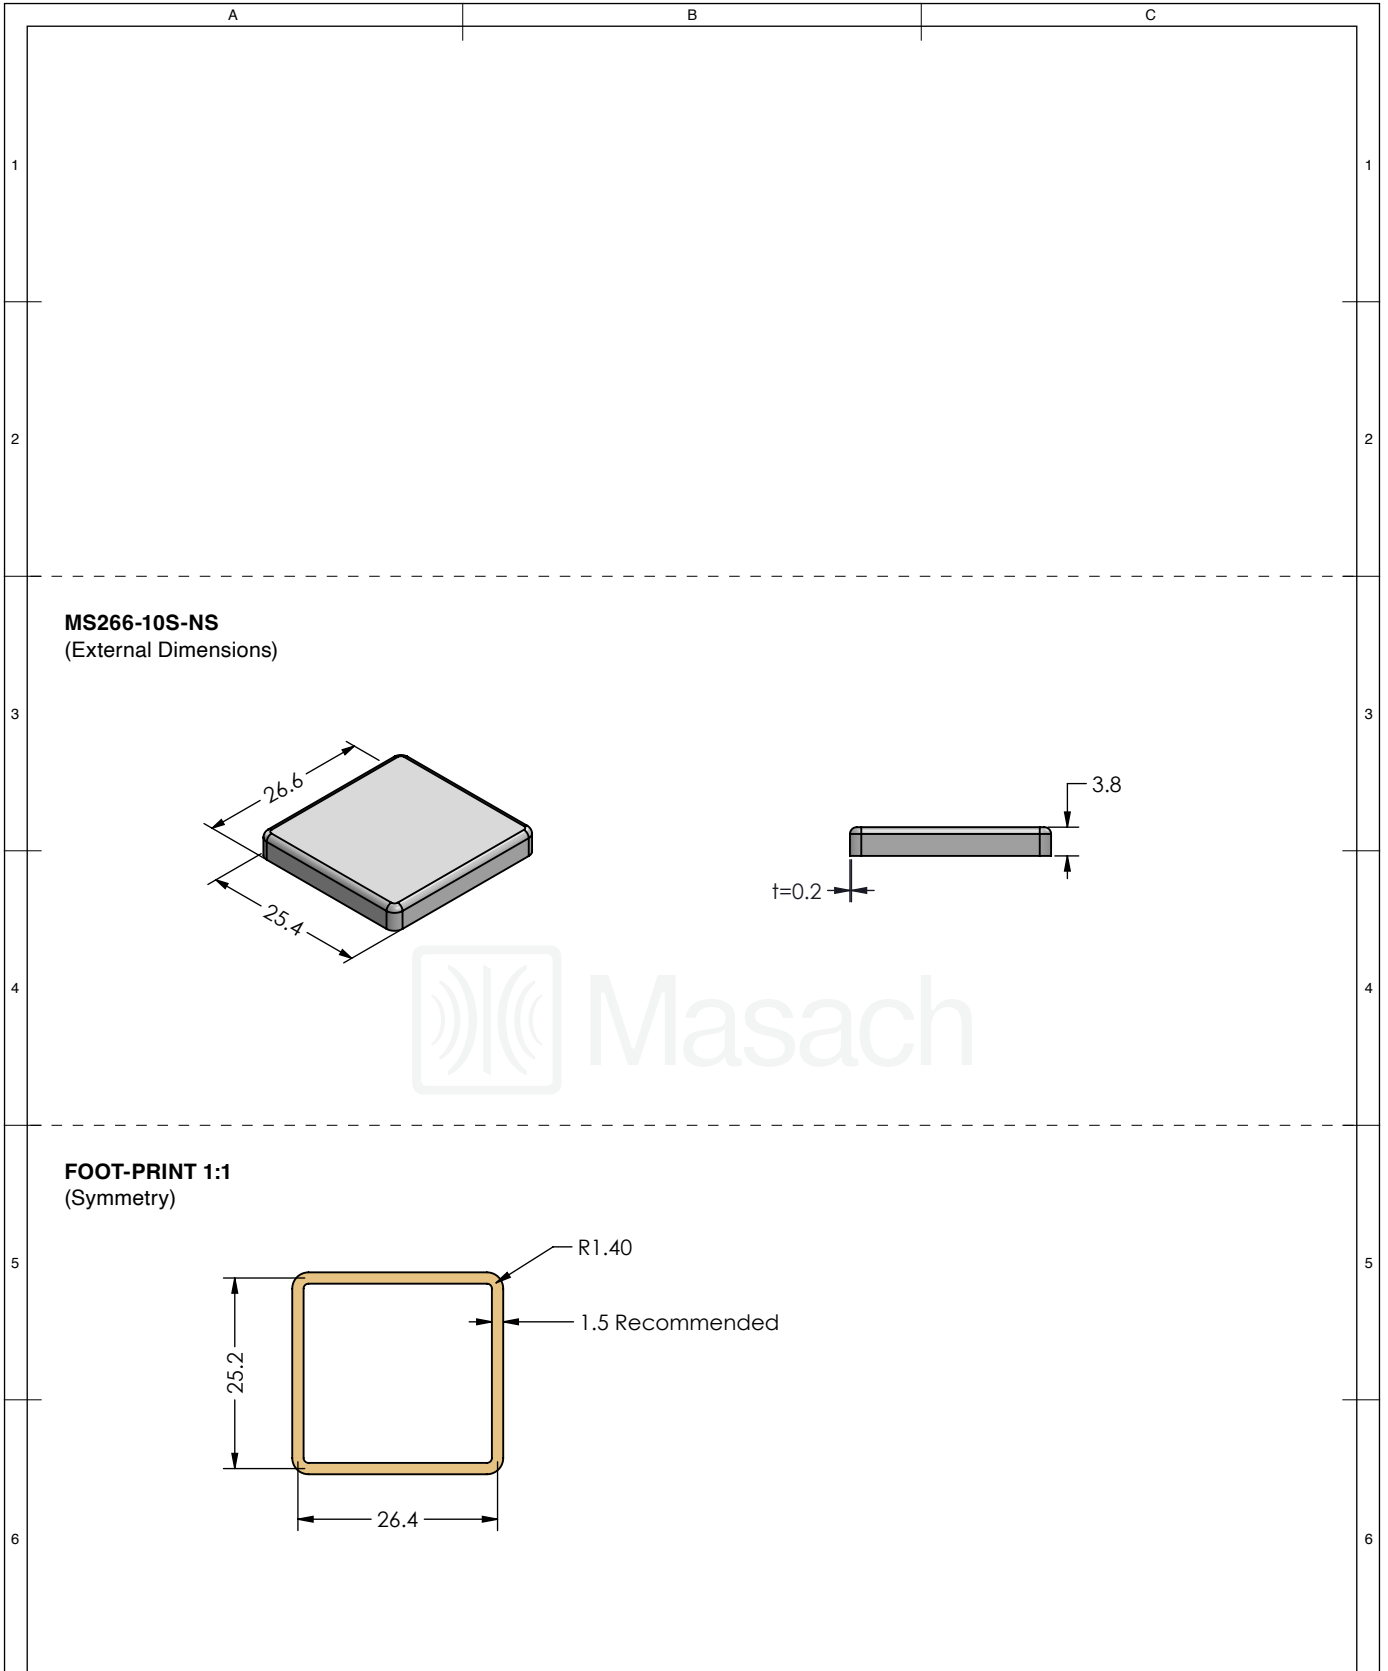 A B C
1 1
2 2
MS266-10S-NS
(External Dimensions)
3 3
26.6
3.8
t=0.2
25.4
4 4
Masach
FOOT-PRINT 1:1
(Symmetry)
R1.40
5 5
1.5 Recommended
25.2
26.4
6 6